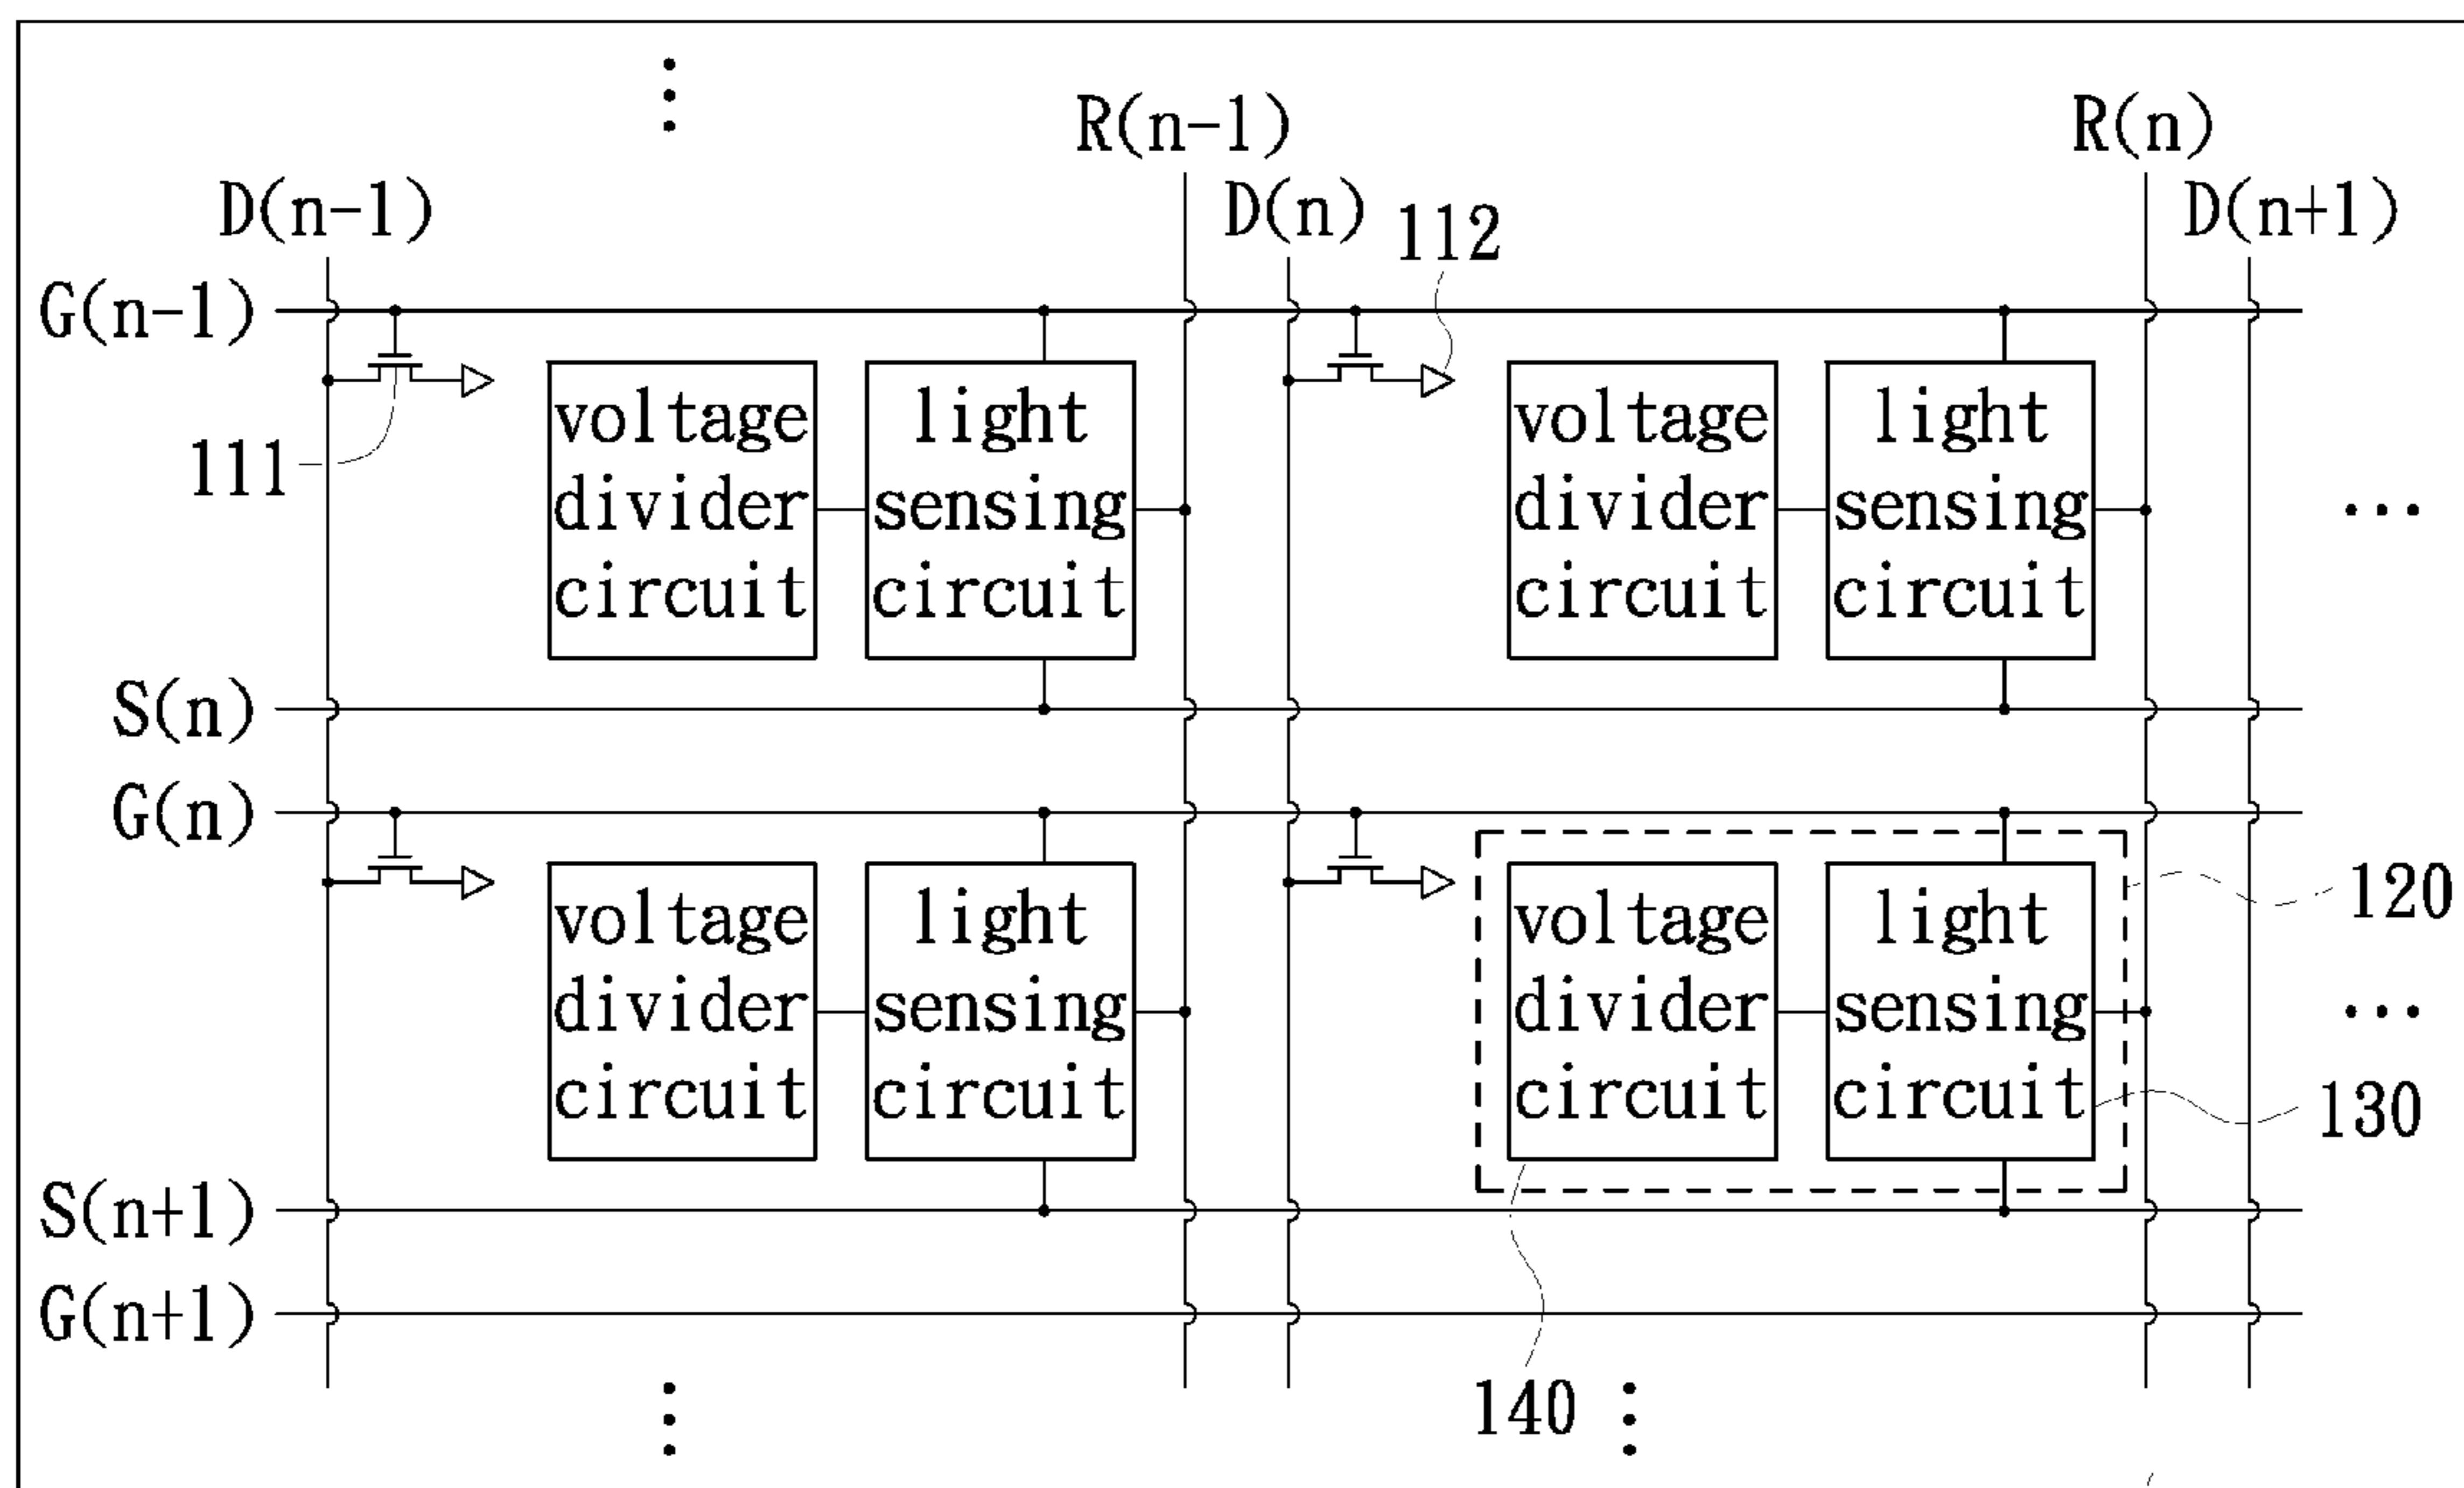 R(n-1)
R(n)
D(n-1)
D(n)
112
D(n+1)
G(n-1)
voltage
divider
circuit
light
sensing
circuit
voltage
divider
circuit
light
sensing
circuit
111
...
S(n)
G(n)
voltage
divider
circuit
light
sensing
circuit
voltage
divider
circuit
light
sensing
circuit
120
...
130
S(n+1)
G(n+1)
140